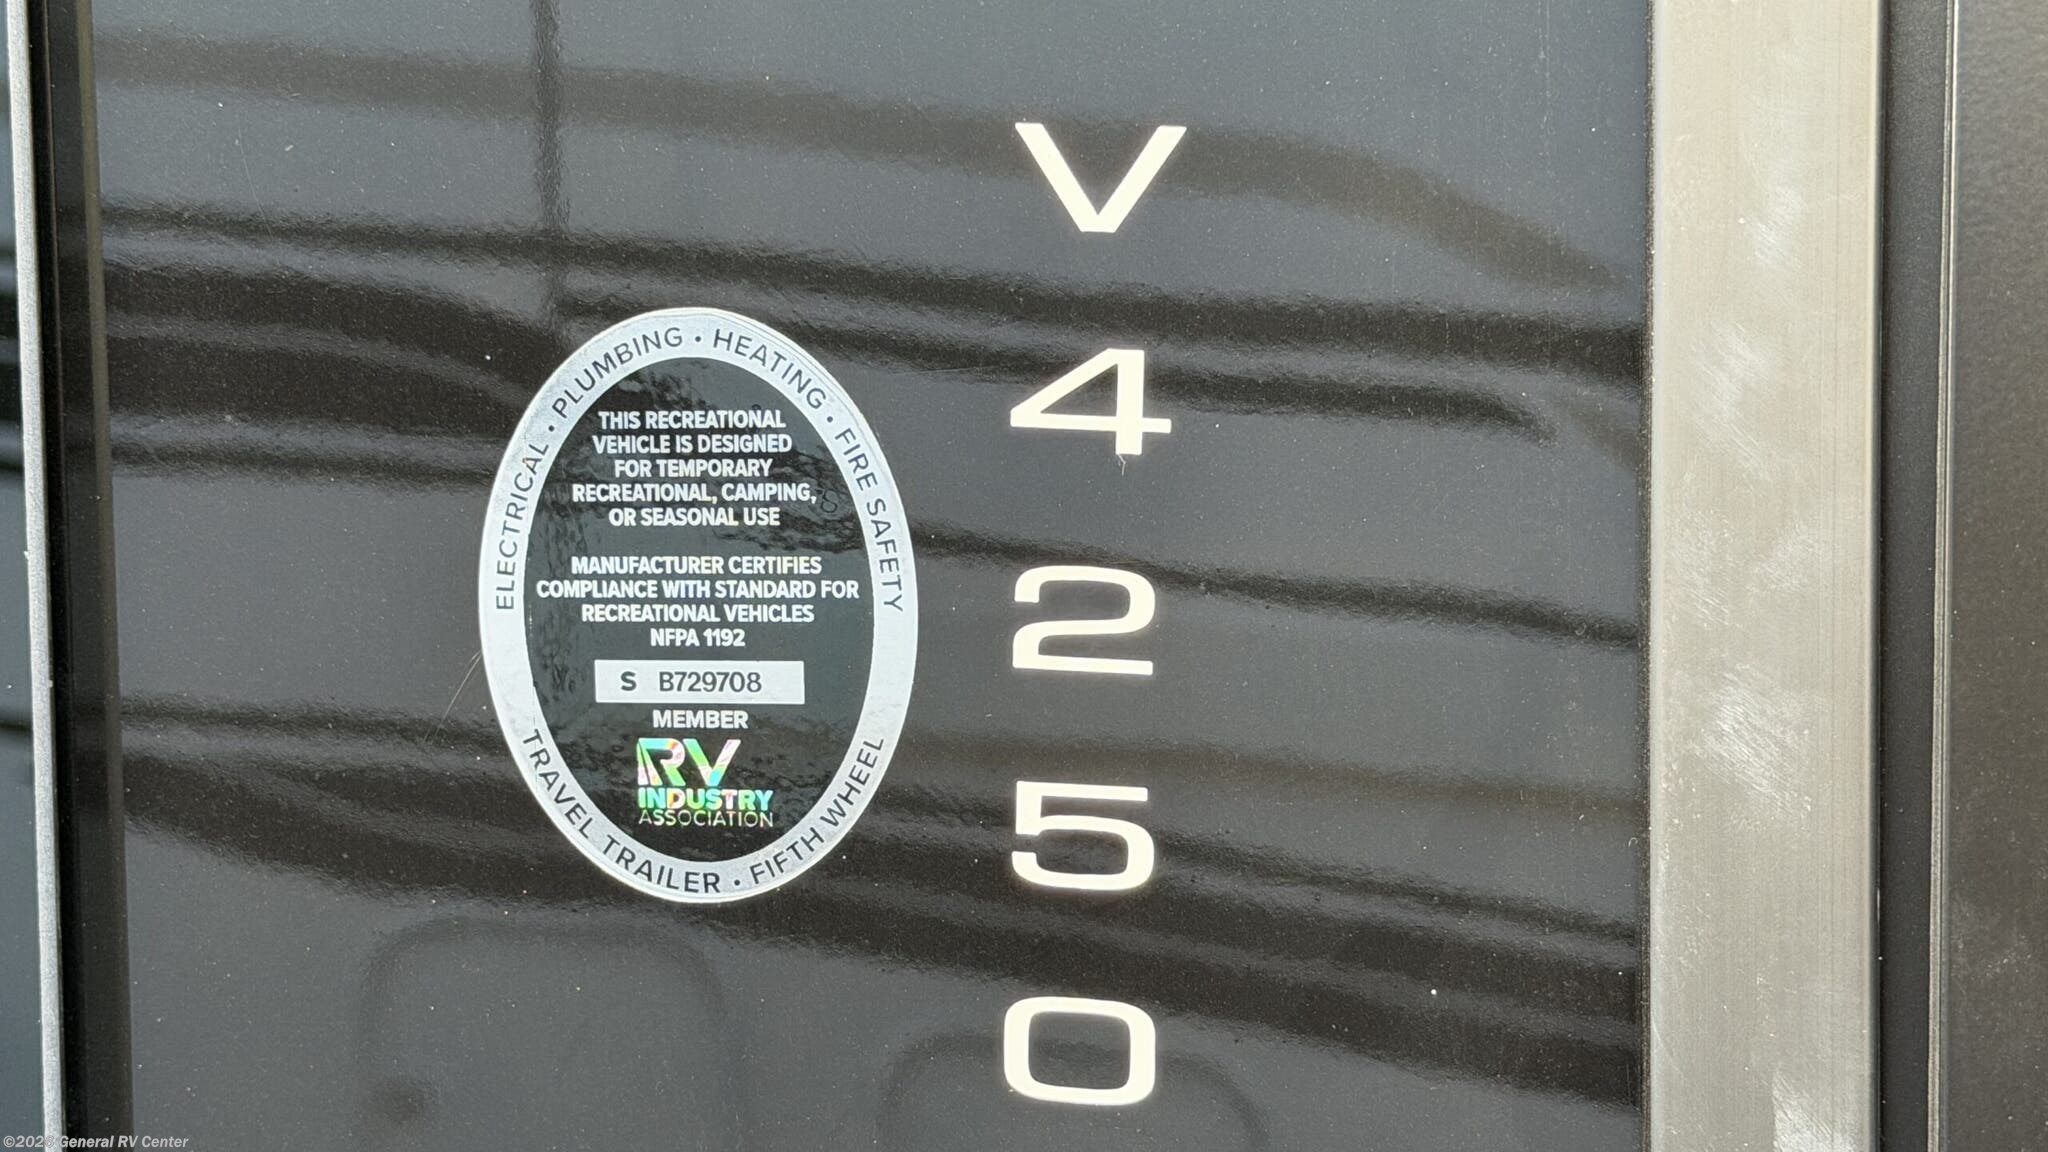 ELECTRICAL · PLUMBING · HEATING · FIRE SAFETY
THIS RECREATIONAL
VEHICLE IS DESIGNED
FOR TEMPORARY
RECREATIONAL, CAMPING,
OR SEASONAL USE
MANUFACTURER CERTIFIES
COMPLIANCE WITH STANDARD FOR
RECREATIONAL VEHICLES
NFPA 1192
S B729708
MEMBER
RV
INDUSTRY
ASSOCIATION
TRAVEL TRAILER · FIFTH WHEEL
V
4
2
5
0
General RV Center